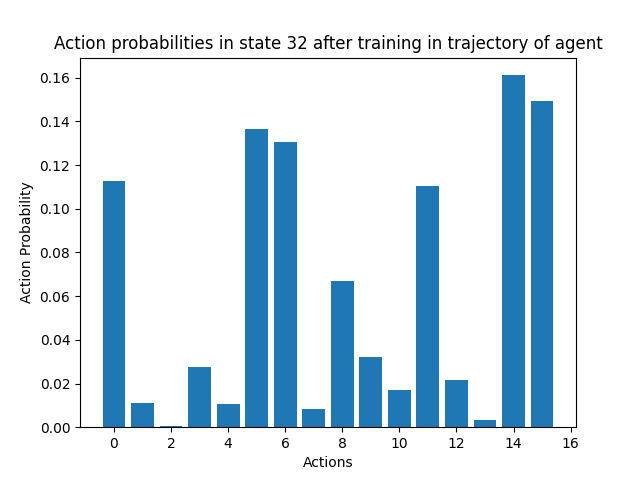 Action probabilities in state 32 after training in trajectory of agent
0.16
0.14
0.12
0.10
0.08
0.06
0.04
0.02
0.00
Action Probability
0 2 4 6 8 10 12 14 16
Actions